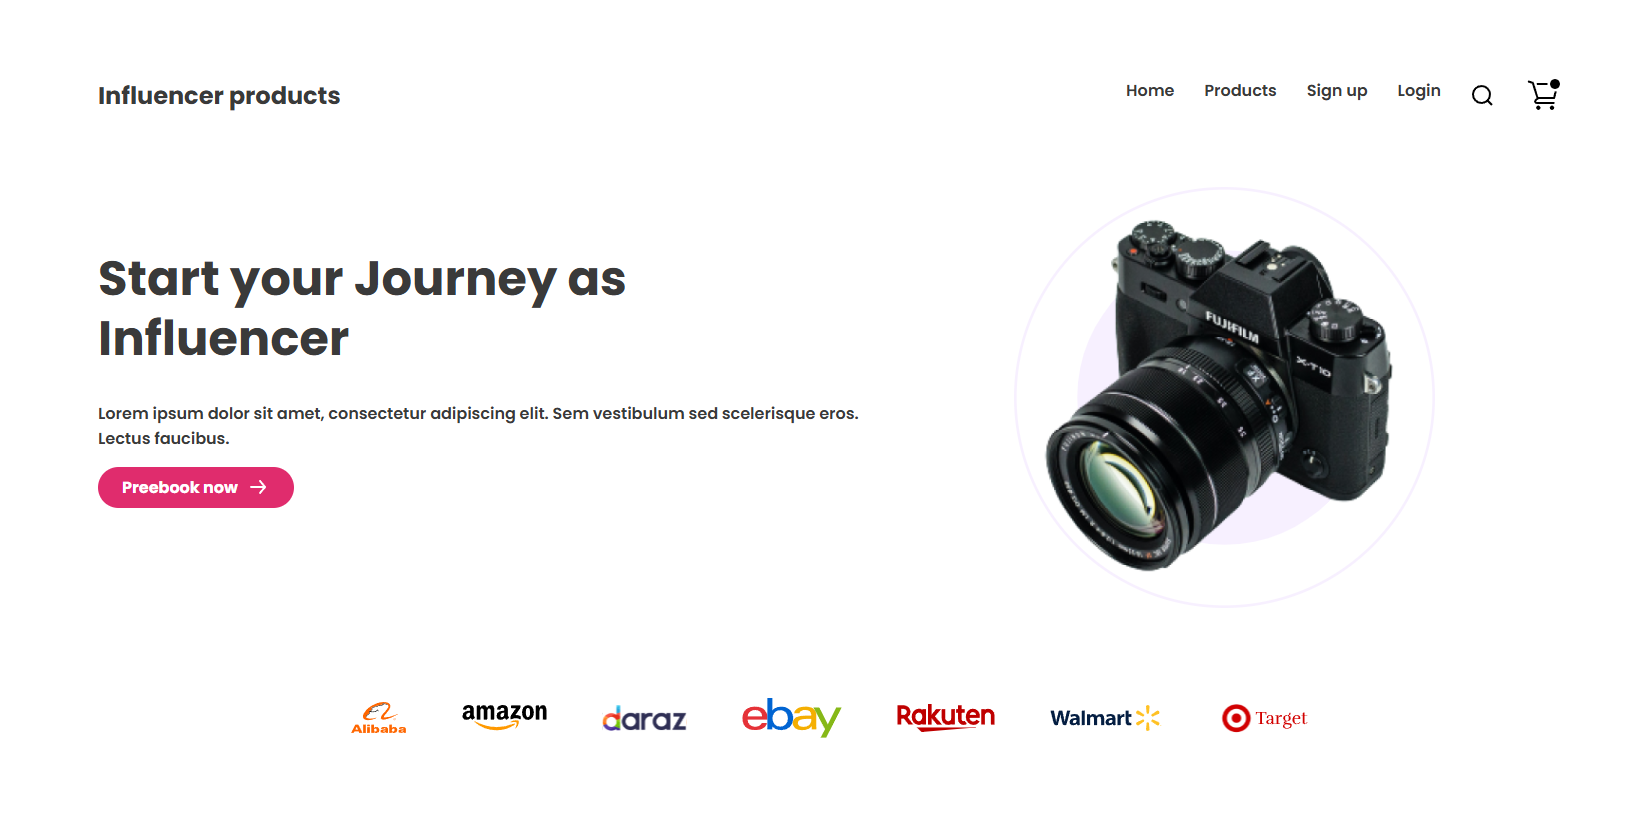 Influencer products
Home Products Sign up Login
Start your Journey as
Influencer
Lorem ipsum dolor sit amet, consectetur adipiscing elit. Sem vestibulum sed scelerisque eros.
Lectus faucibus.
Preebook now
FUJIFILM
X-T10
XF
Alibaba
amazon
daraz
ebay
Rakuten
Walmart
Target